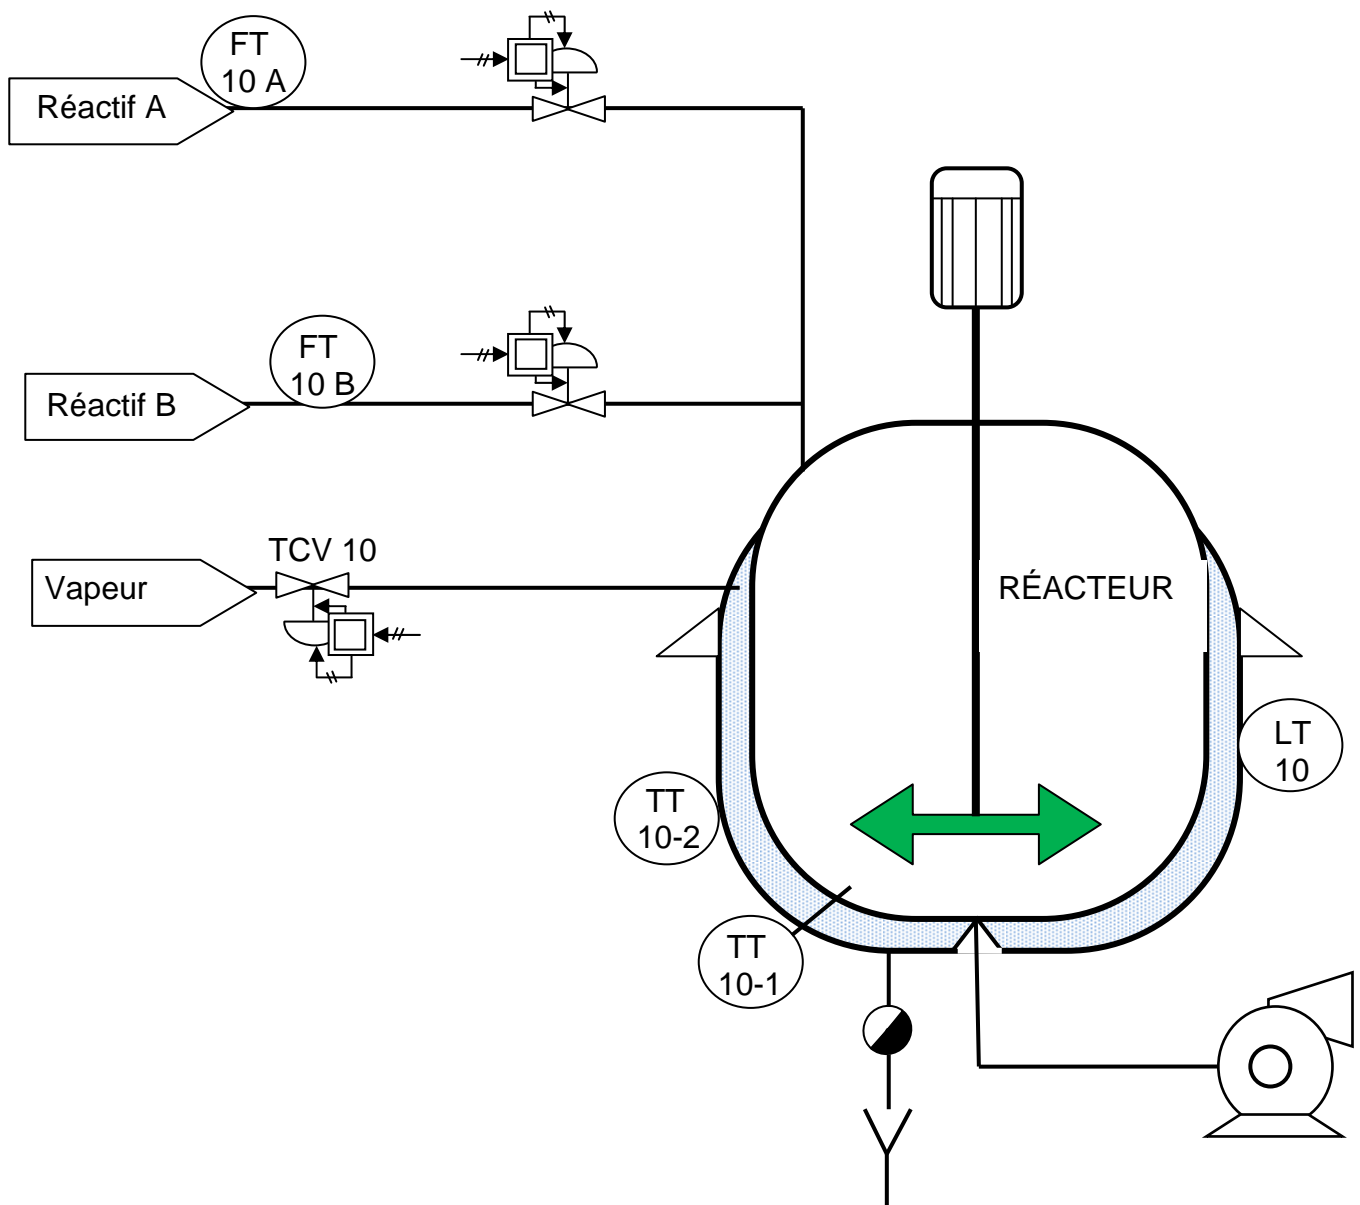 FT
10 A
Réactif A
FT
10 B
Réactif B
TCV 10
Vapeur
RÉACTEUR
LT
10
TT
10-2
TT
10-1